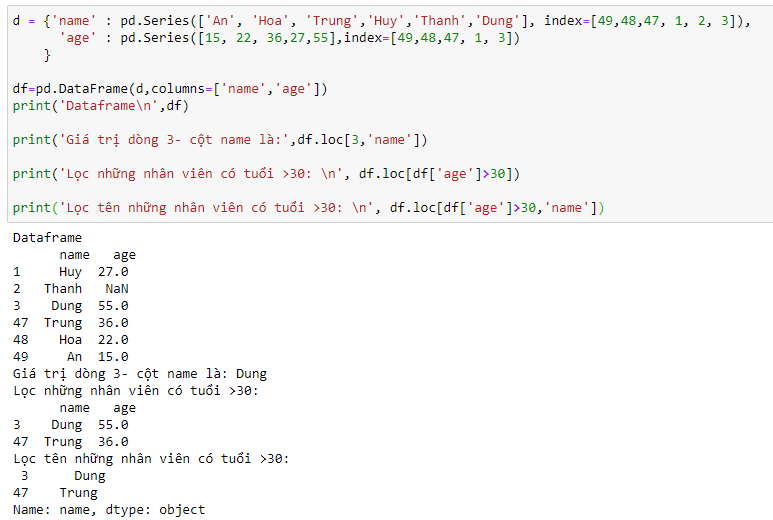 d = {'name' : pd.Series(['An', 'Hoa', 'Trung','Huy','Thanh','Dung'], index=[49,48,47, 1, 2, 3]),
      'age' : pd.Series([15, 22, 36,27,55],index=[49,48,47, 1, 3])
    }
df=pd.DataFrame(d,columns=['name','age'])
print('Dataframe\n',df)
print('Giá trị dòng 3- cột name là:',df.loc[3,'name'])
print('Lọc những nhân viên có tuổi >30: \n', df.loc[df['age']>30])
print('Lọc tên những nhân viên có tuổi >30: \n', df.loc[df['age']>30,'name'])
Dataframe
      name   age
1      Huy  27.0
2   Thanh   NaN
3     Dung  55.0
47  Trung  36.0
48     Hoa  22.0
49      An  15.0
Giá trị dòng 3- cột name là: Dung
Lọc những nhân viên có tuổi >30:
      name   age
3     Dung  55.0
47  Trung  36.0
Lọc tên những nhân viên có tuổi >30:
 3      Dung
47    Trung
Name: name, dtype: object